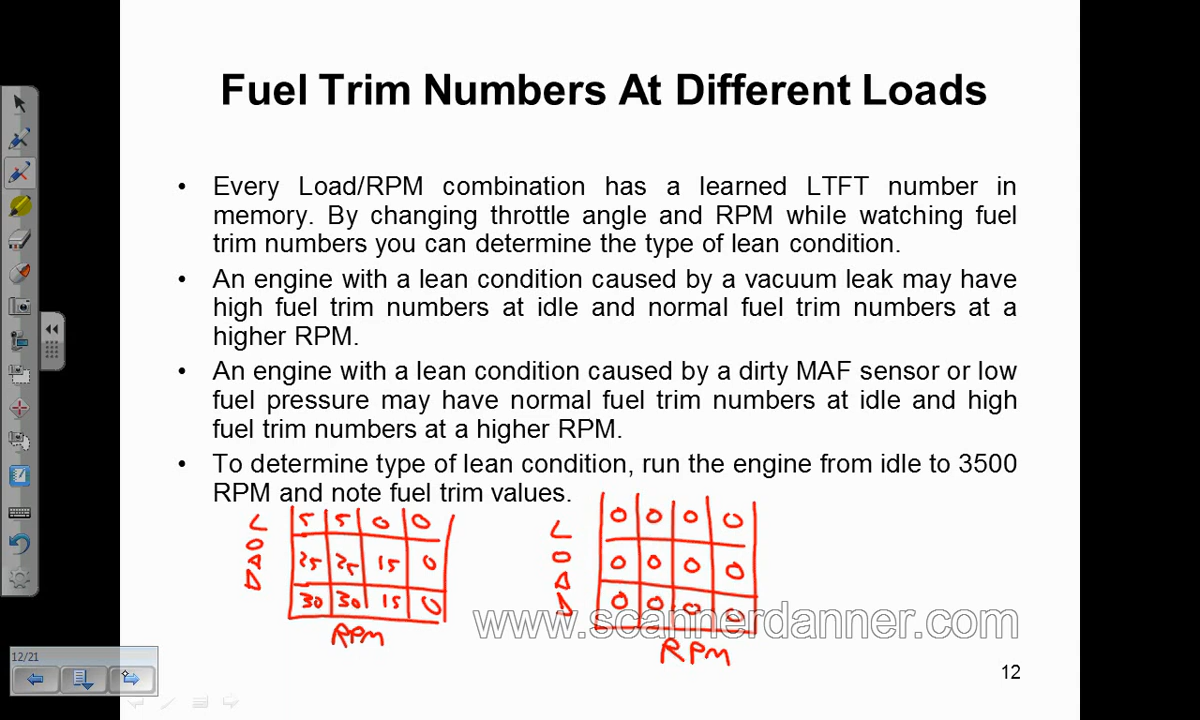 Fuel Trim Numbers At Different Loads
• Every Load/RPM combination has a learned LTFT number in
memory. By changing throttle angle and RPM while watching fuel
trim numbers you can determine the type of lean condition.
• An engine with a lean condition caused by a vacuum leak may have
high fuel trim numbers at idle and normal fuel trim numbers at a
higher RPM.
• An engine with a lean condition caused by a dirty MAF sensor or low
fuel pressure may have normal fuel trim numbers at idle and high
fuel trim numbers at a higher RPM.
• To determine type of lean condition, run the engine from idle to 3500
RPM and note fuel trim values.
LOAD
5 5 0 0
25 25 15 0
30 30 15 0
RPM
LOAD
0 0 0 0
0 0 0 0
0 0 0 0
RPM
www.scannerdanner.com
12/21
12